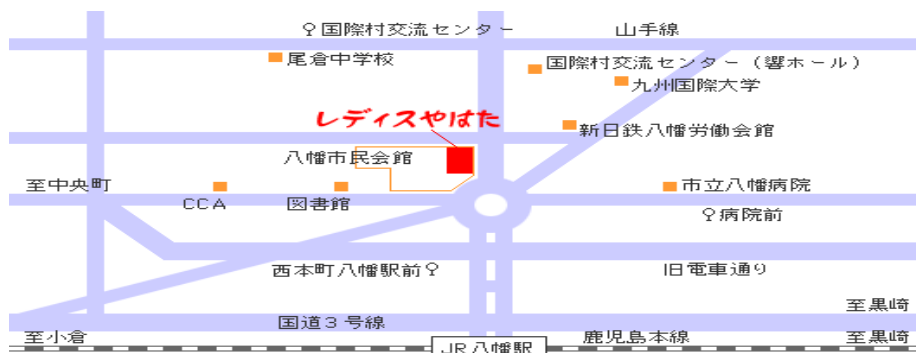 国際村交流センター
山手線
尾倉中学校
国際村交流センター（響ホール）
九州国際大学
レディスやはた
新日鉄八幡労働会館
八幡市民会館
至中央町
CCA
図書館
市立八幡病院
病院前
西本町八幡駅前
旧電車通り
至黒崎
国道３号線
至小倉
JR八幡駅
鹿児島本線
至黒崎